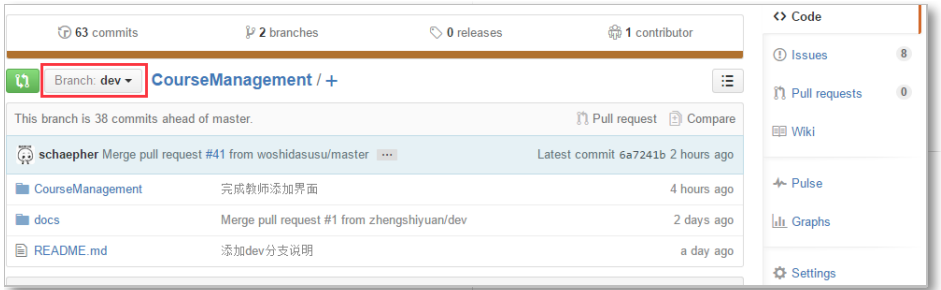 63 commits 2 branches 0 releases 1 contributor
Branch: dev CourseManagement / +
This branch is 38 commits ahead of master. Pull request Compare
schaepher Merge pull request #41 from woshidasusu/master ... Latest commit 6a7241b 2 hours ago
CourseManagement 完成教师添加界面 4 hours ago
docs Merge pull request #1 from zhengshiyuan/dev 2 days ago
README.md 添加dev分支说明 a day ago
<> Code
Issues 8
Pull requests 0
Wiki
Pulse
Graphs
Settings